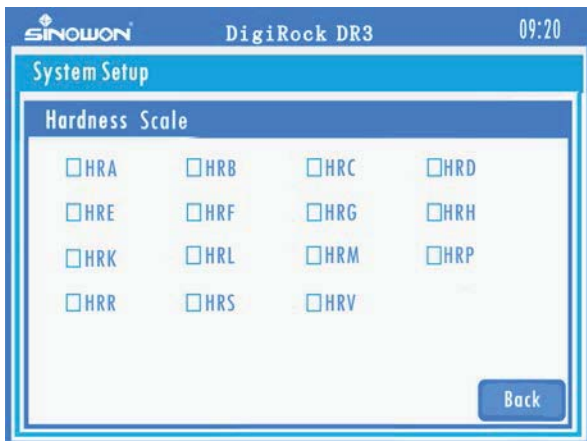 SINOWON DigiRock DR3 09:20
System Setup
Hardness Scale
☐HRA ☐HRB ☐HRC ☐HRD
☐HRE ☐HRF ☐HRG ☐HRH
☐HRK ☐HRL ☐HRM ☐HRP
☐HRR ☐HRS ☐HRV
Back